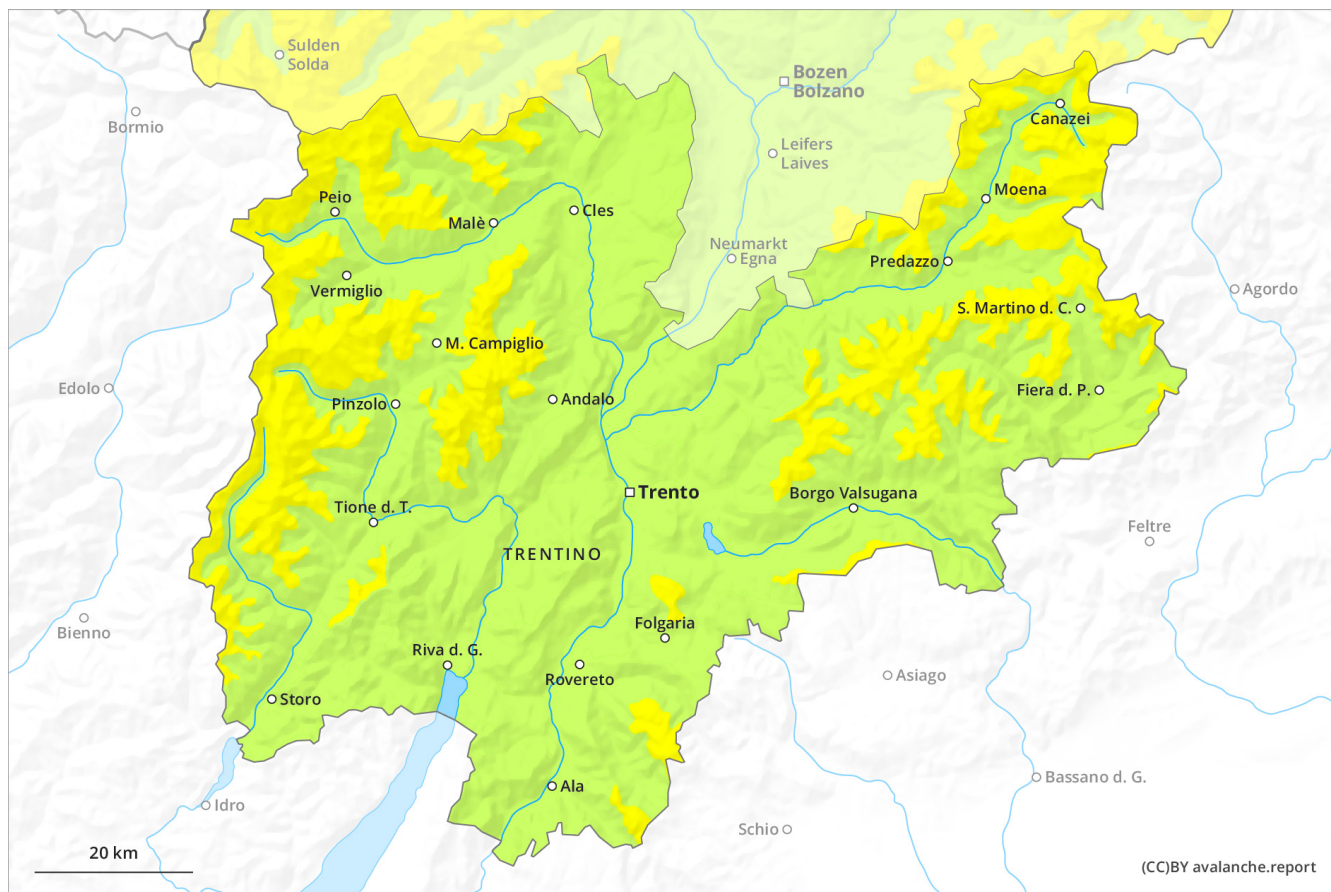 Sulden
Solda
Bozen
Bolzano
Bormio
Canazei
Leifers
Laives
Peio
Moena
Malè
Cles
Neumarkt
Egna
Predazzo
Vermiglio
Agordo
S. Martino d. C.
M. Campiglio
Edolo
Andalo
Fiera d. P.
Pinzolo
Trento
Borgo Valsugana
Tione d. T.
Feltre
TRENTINO
Bienno
Folgaria
Riva d. G.
Asiago
Rovereto
Storo
Bassano d. G.
Ala
Idro
Schio
20 km
(CC)BY avalanche.report